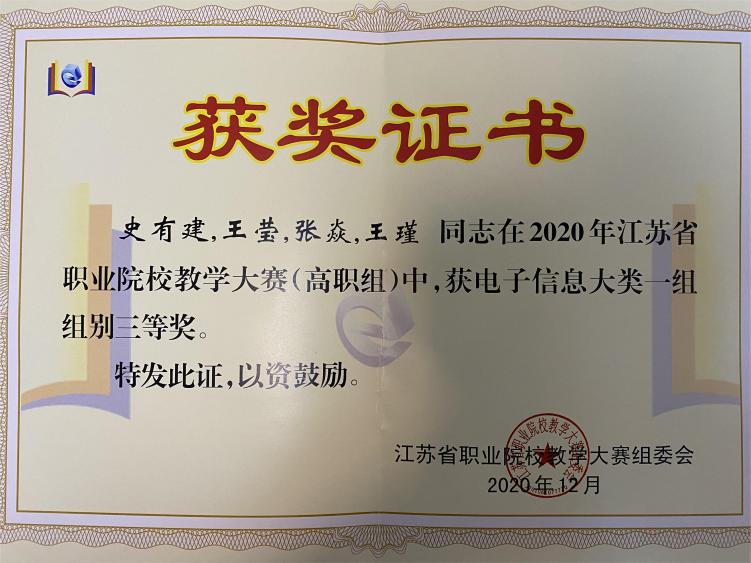 获奖证书
史有建,王莹,张焱,王瑾 同志在2020年江苏省
职业院校教学大赛(高职组)中,获电子信息大类一组
组别三等奖。
特发此证,以资鼓励。
江苏省职业院校教学大赛组委会
2020年12月